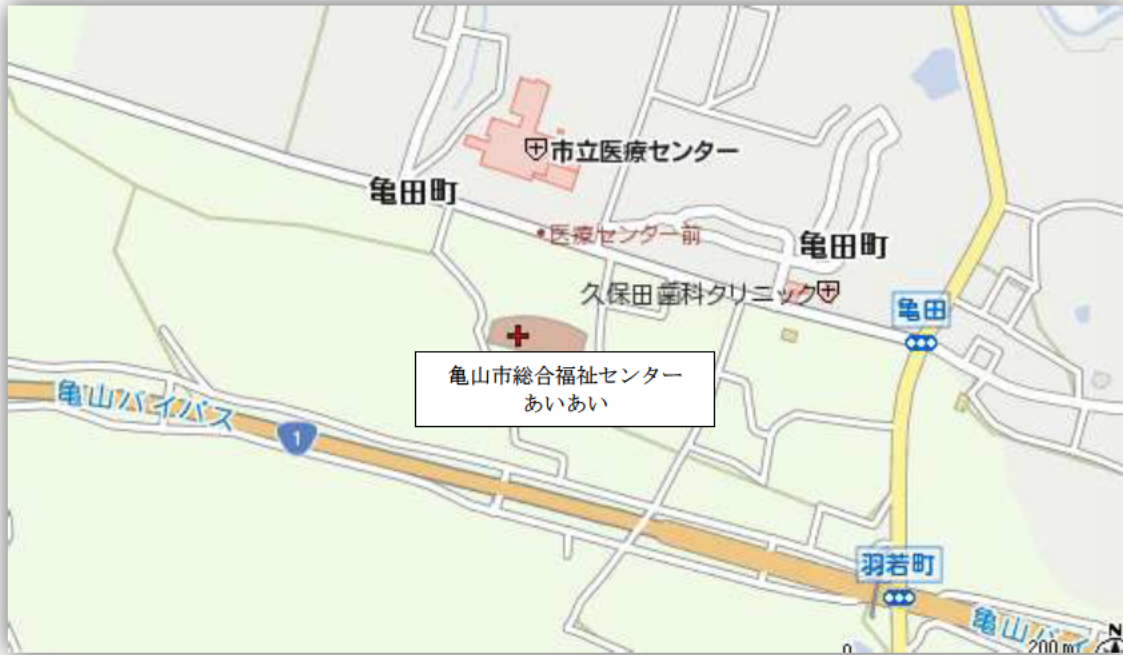 市立医療センター
亀田町
医療センター前
亀田町
久保田歯科クリニック
亀田
亀山市総合福祉センター
あいあい
亀山バイパス
1
羽若町
亀山バイ
0
200m
N